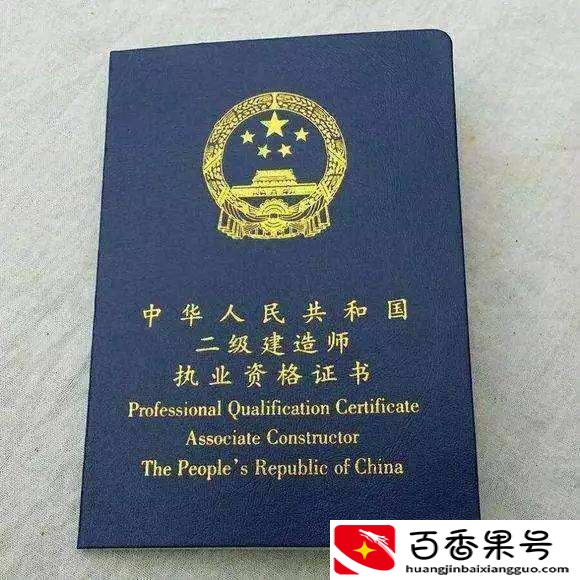 中华人民共和国
二级建造师
执业资格证书
Professional Qualification Certificate
Associate Constructor
The People's Republic of China
百香果号
huangjinbaixiangguo.com